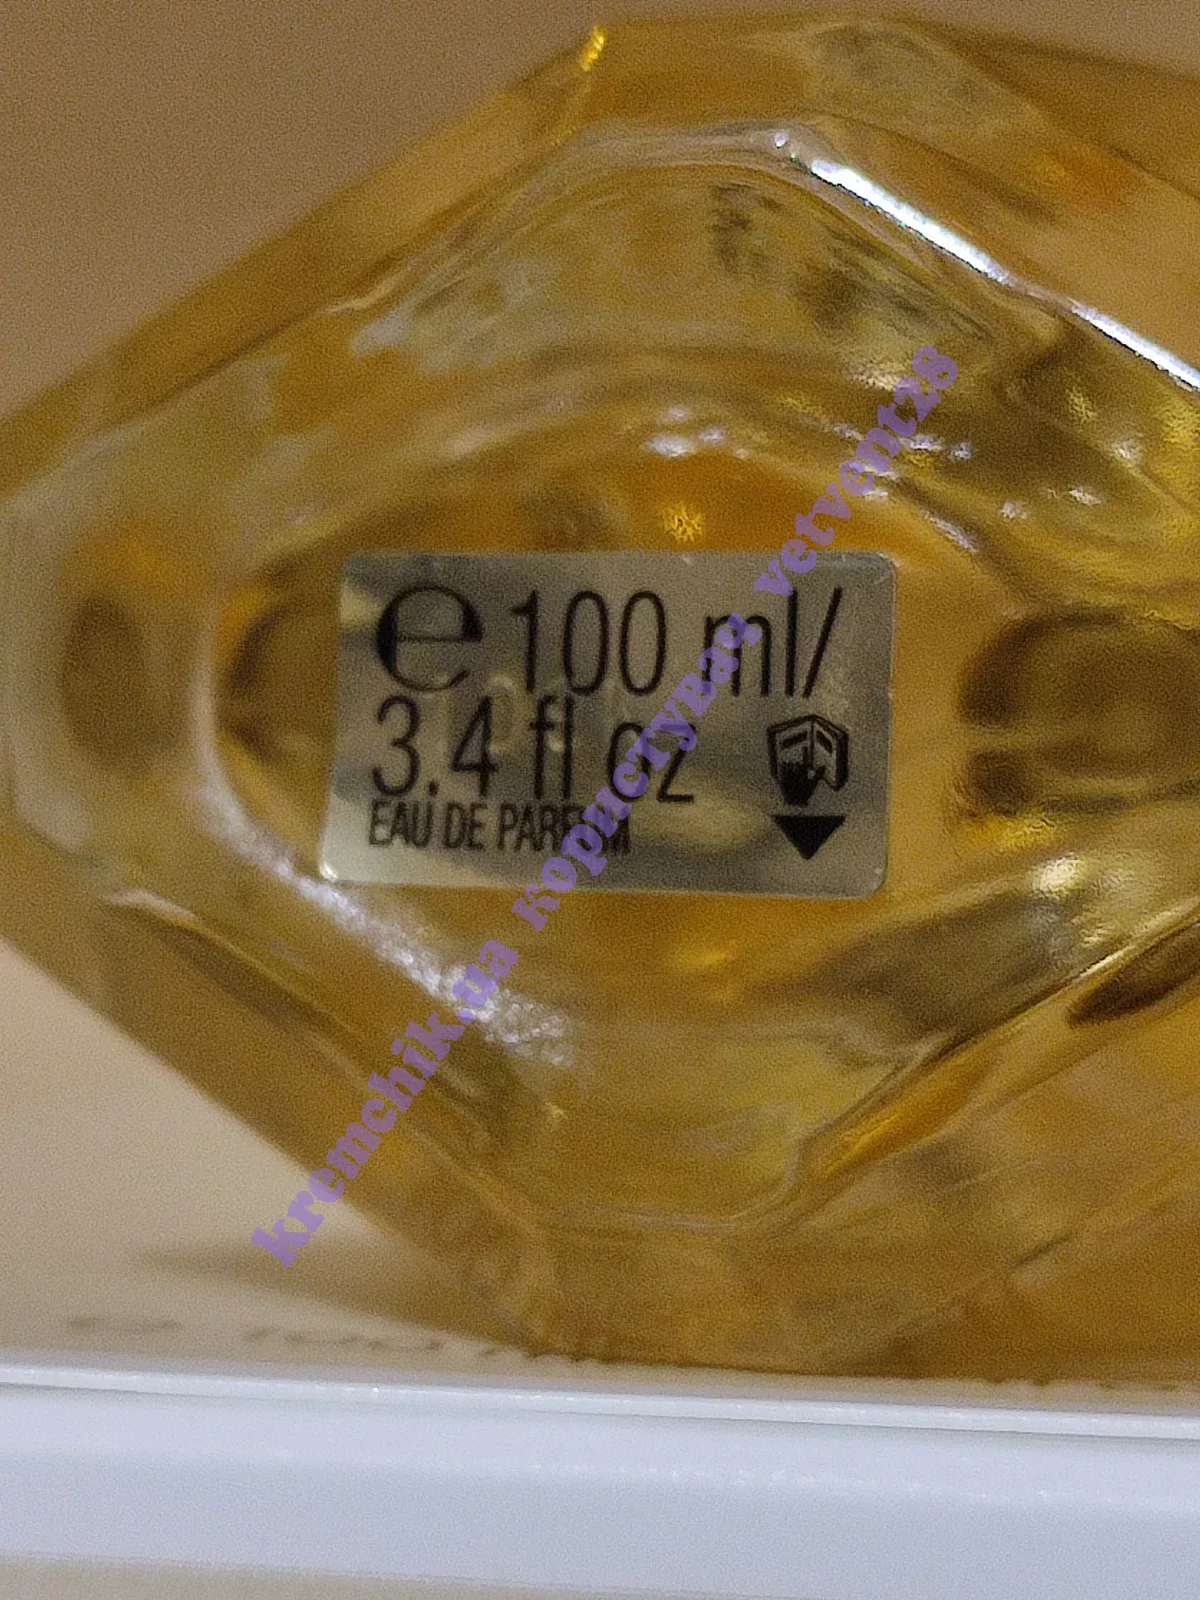 e 100 ml/
3.4 fl oz
EAU DE PARFUM
kremchik.ua користувач vetvent28